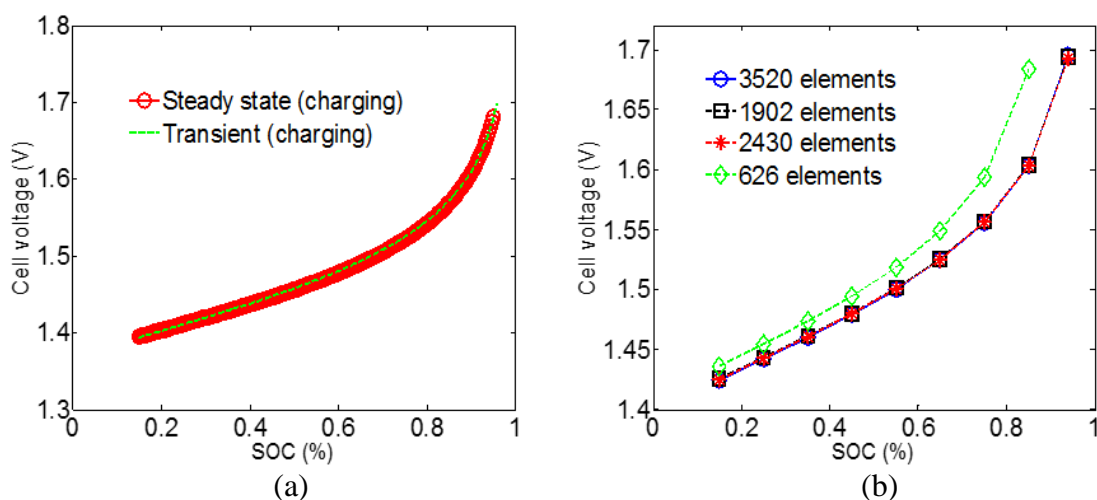 1.8
1.7
1.6
1.5
1.4
1.3
Cell voltage (V)
Steady state (charging)
Transient (charging)
0.2
0.4
0.6
0.8
1
SOC (%)
(a)
1.7
1.65
1.6
1.55
1.5
1.45
1.4
Cell voltage (V)
3520 elements
1902 elements
2430 elements
626 elements
0
0.2
0.4
0.6
0.8
1
SOC (%)
(b)